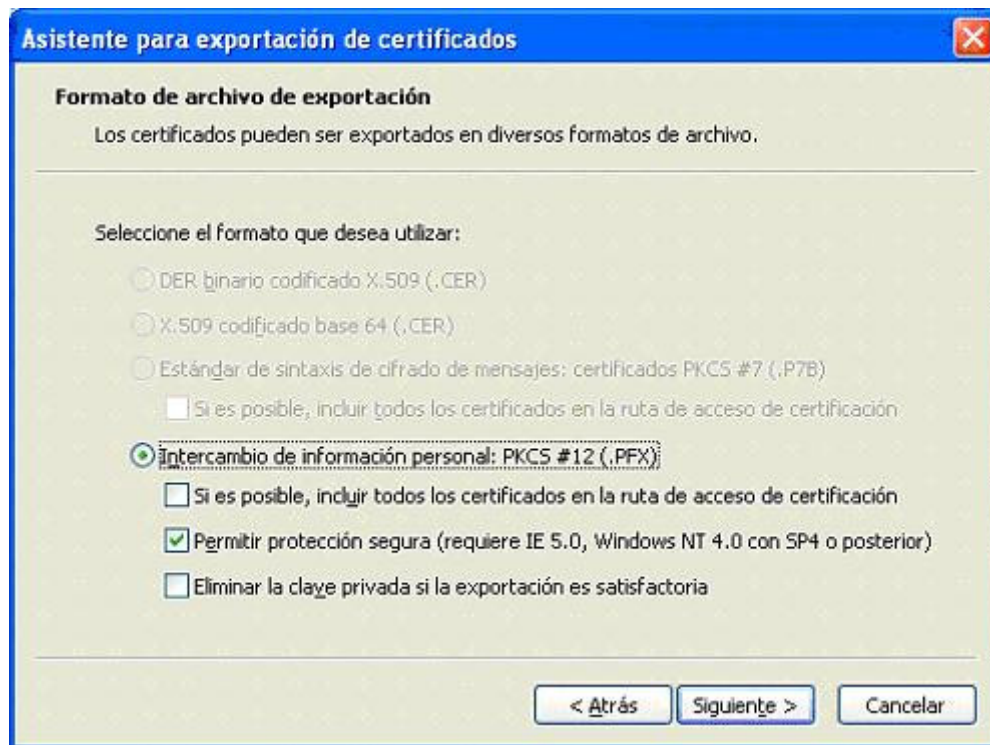 Asistente para exportación de certificados
Formato de archivo de exportación
Los certificados pueden ser exportados en diversos formatos de archivo.
Seleccione el formato que desea utilizar:
DER binario codificado X.509 (.CER)
X.509 codificado base 64 (.CER)
Estándar de sintaxis de cifrado de mensajes: certificados PKCS #7 (.P7B)
Si es posible, incluir todos los certificados en la ruta de acceso de certificación
Intercambio de información personal: PKCS #12 (.PFX)
Si es posible, incluir todos los certificados en la ruta de acceso de certificación
Permitir protección segura (requiere IE 5.0, Windows NT 4.0 con SP4 o posterior)
Eliminar la clave privada si la exportación es satisfactoria
< Atrás Siguiente > Cancelar